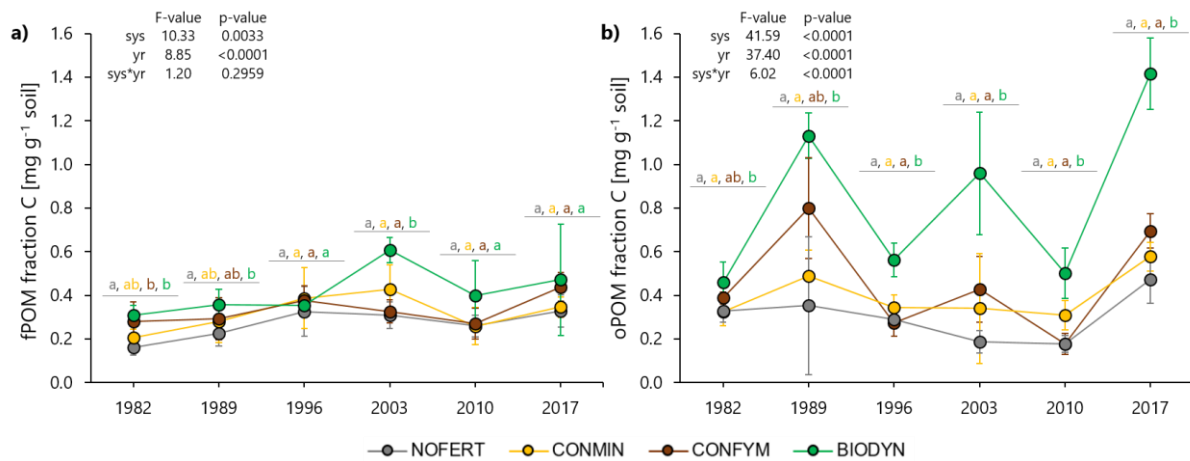 a)
F-value p-value
sys 10.33 0.0033
yr 8.85 <0.0001
sys*yr 1.20 0.2959
fPOM fraction C [mg g⁻¹ soil]
1.6
1.4
1.2
1.0
0.8
0.6
0.4
0.2
0.0
a, ab, b, b
a, ab, ab, b
a, a, a, a
a, a, a, b
a, a, a, a
a, a, a, a
1982 1989 1996 2003 2010 2017
b)
F-value p-value
sys 41.59 <0.0001
yr 37.40 <0.0001
sys*yr 6.02 <0.0001
oPOM fraction C [mg g⁻¹ soil]
1.6
1.4
1.2
1.0
0.8
0.6
0.4
0.2
0.0
a, a, ab, b
a, a, ab, b
a, a, a, b
a, a, a, b
a, a, a, b
a, a, a, b
1982 1989 1996 2003 2010 2017
NOFERT CONMIN CONFYM BIODYN